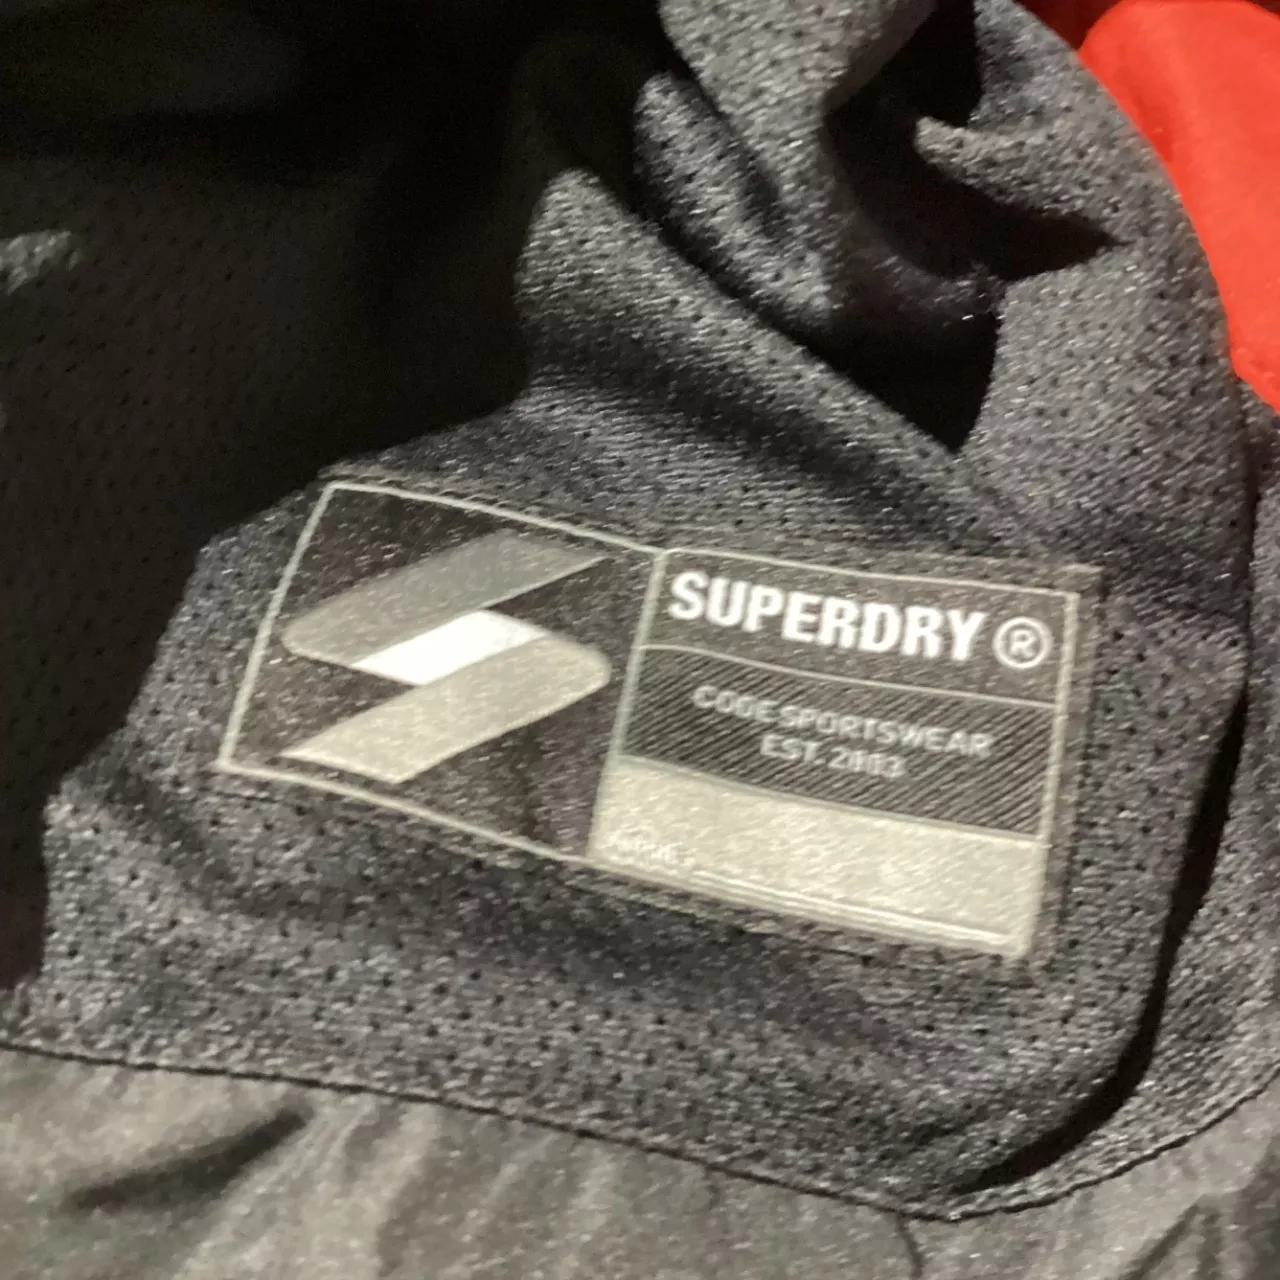 SUPERDRY®
CODE SPORTSWEAR
EST. 2003